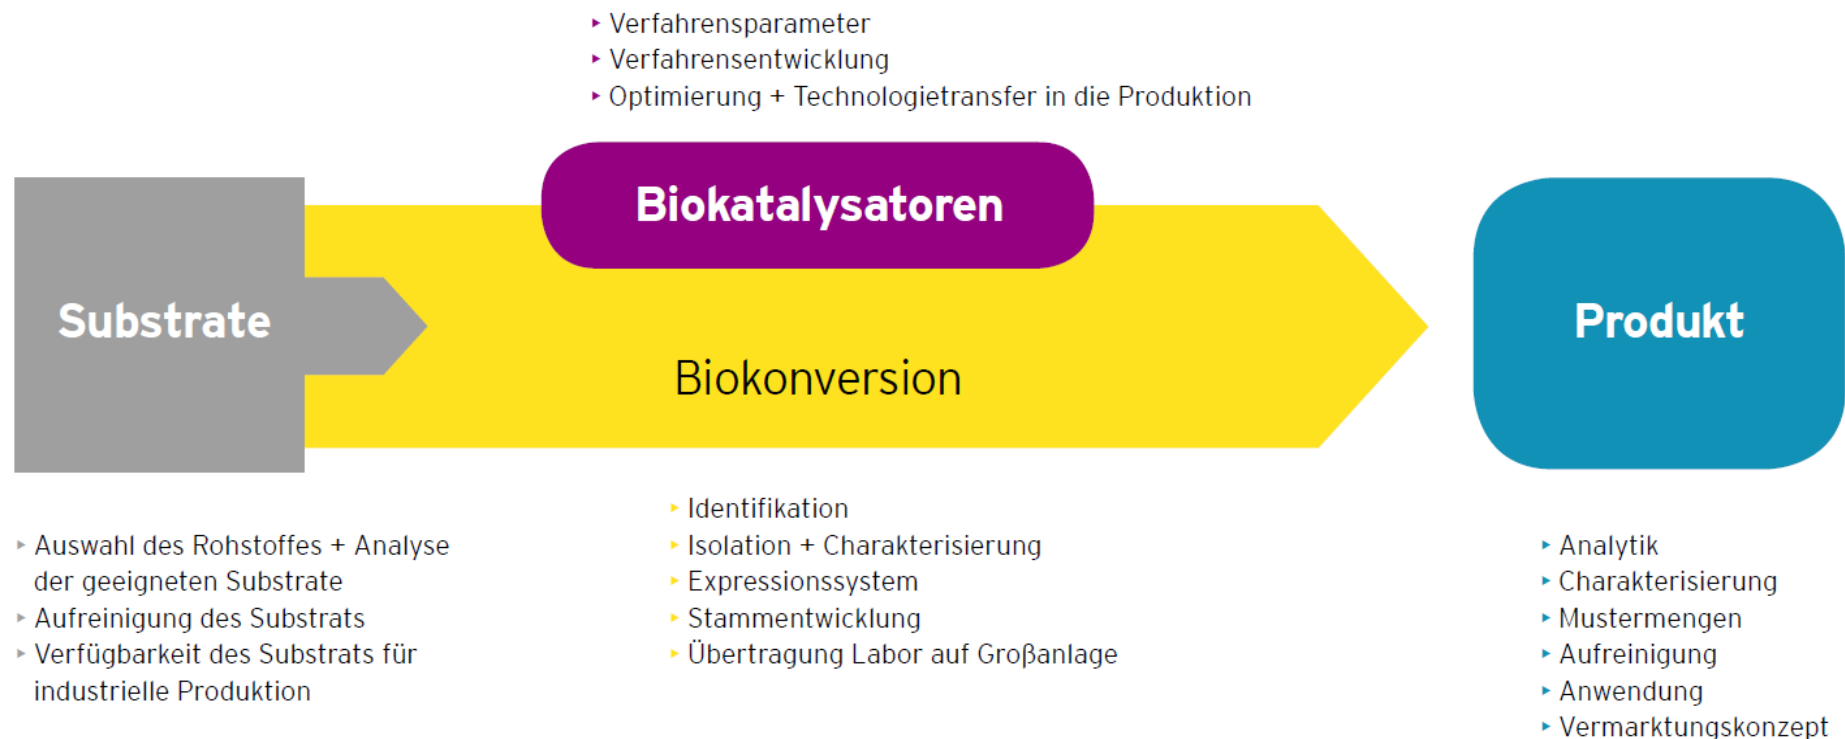 ▸ Verfahrensparameter
▸ Verfahrensentwicklung
▸ Optimierung + Technologietransfer in die Produktion
Biokatalysatoren
Substrate
Biokonversion
Produkt
▸ Auswahl des Rohstoffes + Analyse
der geeigneten Substrate
▸ Aufreinigung des Substrats
▸ Verfügbarkeit des Substrats für
industrielle Produktion
▸ Identifikation
▸ Isolation + Charakterisierung
▸ Expressionssystem
▸ Stammentwicklung
▸ Übertragung Labor auf Großanlage
▸ Analytik
▸ Charakterisierung
▸ Mustermengen
▸ Aufreinigung
▸ Anwendung
▸ Vermarktungskonzept